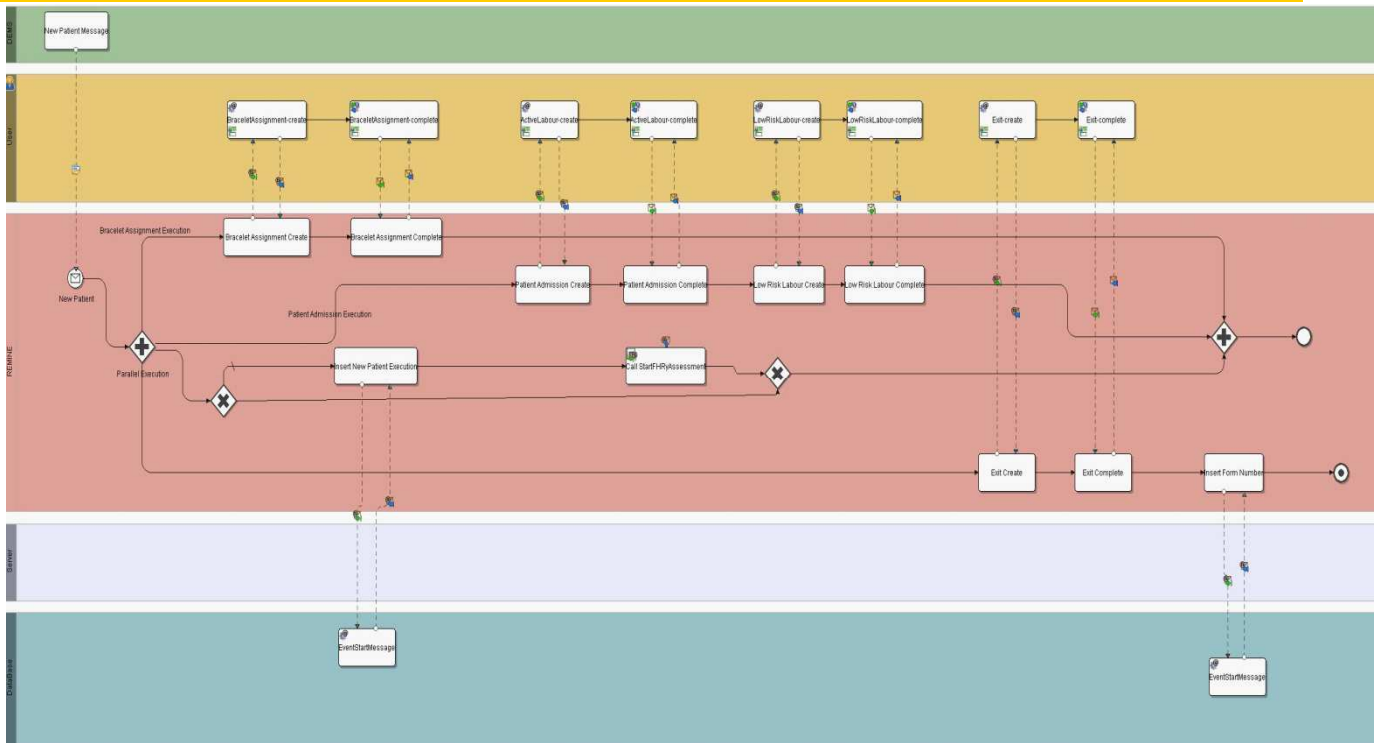 DEMO
New Patient Message
User
BraceletAssignment-create
BraceletAssignment-complete
ActiveLabour-create
ActiveLabour-complete
LowRiskLabour-create
LowRiskLabour-complete
Exit-create
Exit-complete
REMINE
Bracelet Assignment Execution
Bracelet Assignment Create
Bracelet Assignment Complete
New Patient
Patient Admission Create
Patient Admission Complete
Low Risk Labour Create
Low Risk Labour Complete
Patient Admission Execution
Parallel Execution
Insert New Patient Execution
Call StartFHRyAssessment
Exit Create
Exit Complete
Insert Form Number
Server
DataBase
EventStartMessage
EventStartMessage